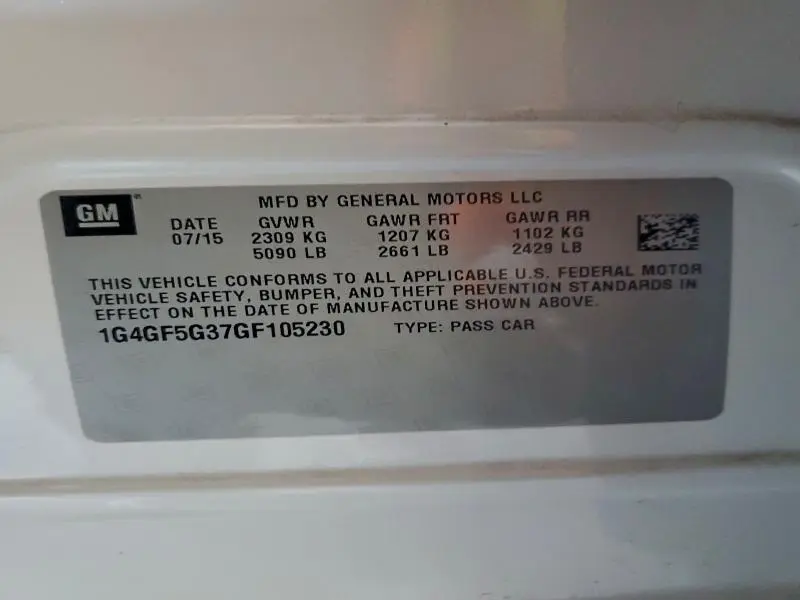 GM
MFD BY GENERAL MOTORS LLC
DATE GVWR GAWR FRT GAWR RR
07/15 2309 KG 1207 KG 1102 KG
5090 LB 2661 LB 2429 LB
THIS VEHICLE CONFORMS TO ALL APPLICABLE U.S. FEDERAL MOTOR
VEHICLE SAFETY, BUMPER, AND THEFT PREVENTION STANDARDS IN
EFFECT ON THE DATE OF MANUFACTURE SHOWN ABOVE.
1G4GF5G37GF105230 TYPE: PASS CAR